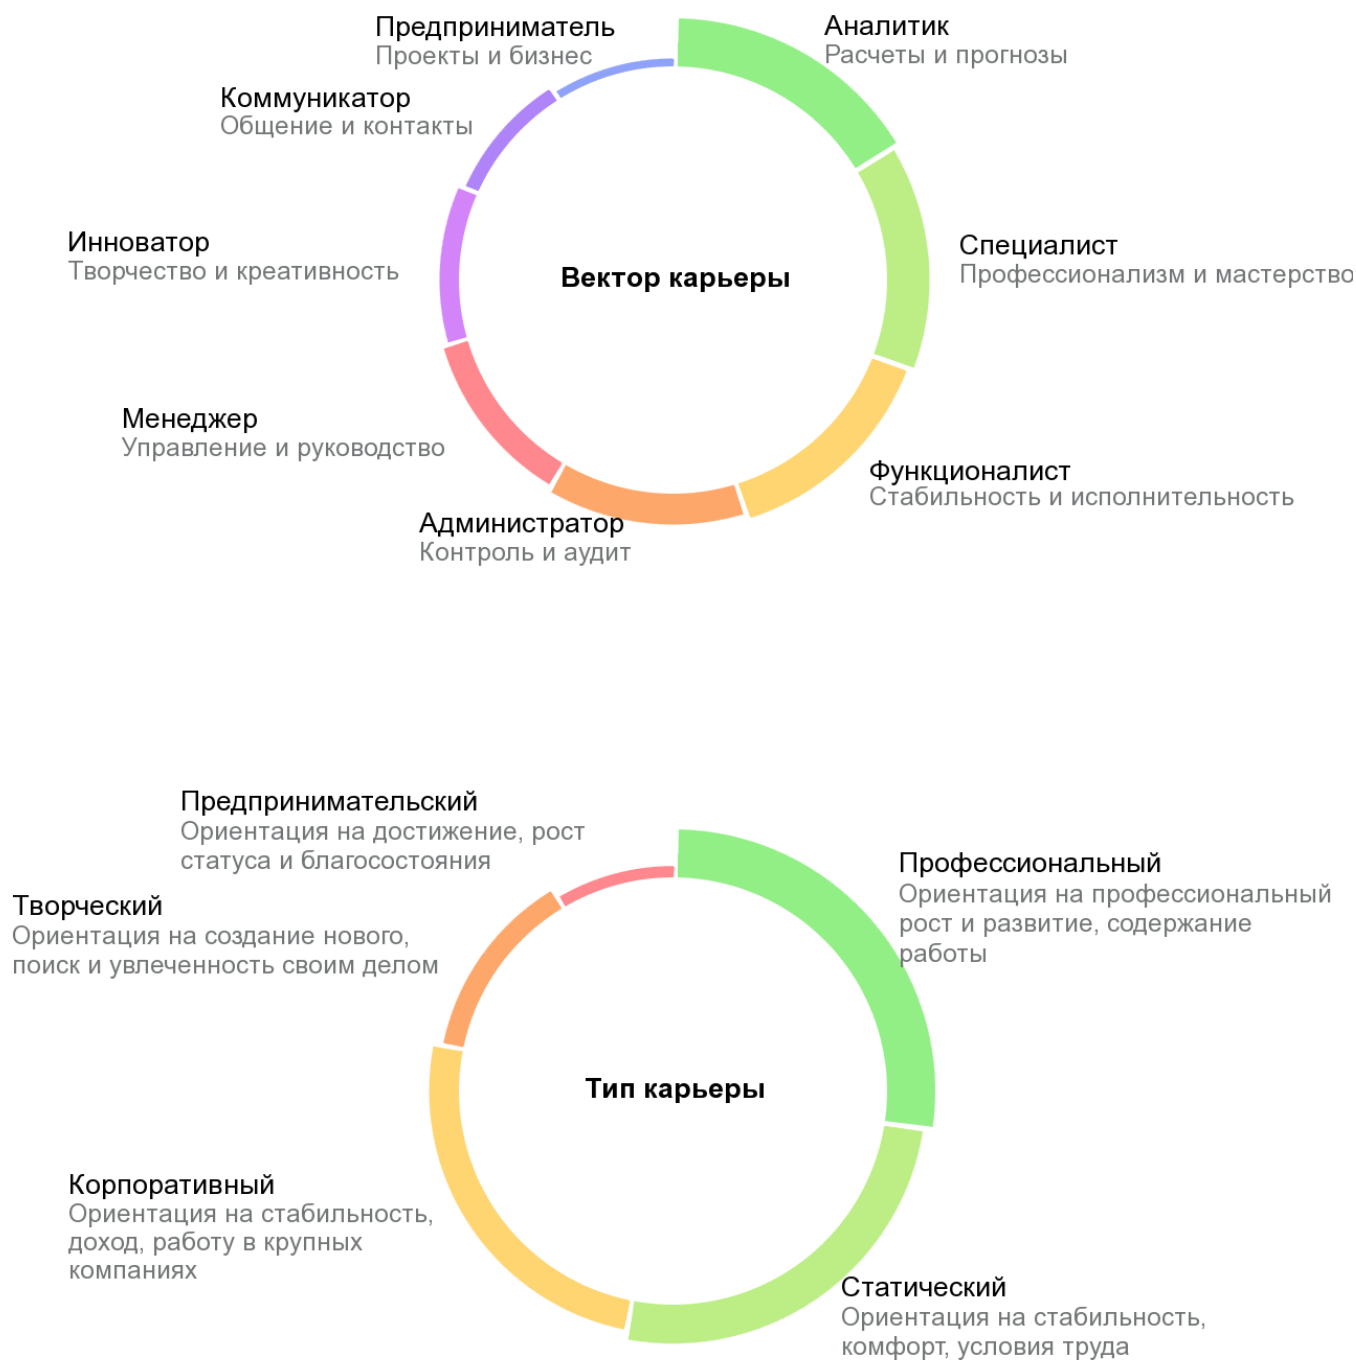 Предприниматель
Проекты и бизнес
Аналитик
Расчеты и прогнозы
Коммуникатор
Общение и контакты
Инноватор
Творчество и креативность
Вектор карьеры
Специалист
Профессионализм и мастерство
Менеджер
Управление и руководство
Функционалист
Стабильность и исполнительность
Администратор
Контроль и аудит
Предпринимательский
Ориентация на достижение, рост
статуса и благосостояния
Профессиональный
Ориентация на профессиональный
рост и развитие, содержание
работы
Творческий
Ориентация на создание нового,
поиск и увлеченность своим делом
Тип карьеры
Корпоративный
Ориентация на стабильность,
доход, работу в крупных
компаниях
Статический
Ориентация на стабильность,
комфорт, условия труда